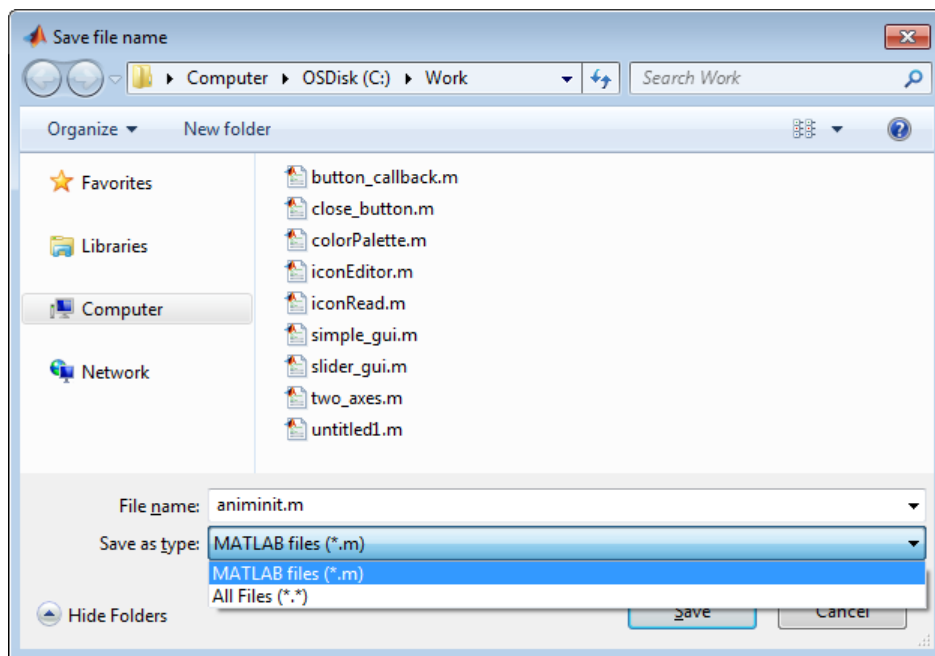 Save file name
Computer OSDisk (C:) Work Search Work
Organize New folder
Favorites
Libraries
Computer
Network
button_callback.m
close_button.m
colorPalette.m
iconEditor.m
iconRead.m
simple_gui.m
slider_gui.m
two_axes.m
untitled1.m
File name: animinit.m
Save as type: MATLAB files (*.m)
MATLAB files (*.m)
All Files (*.*)
Hide Folders Save Cancel